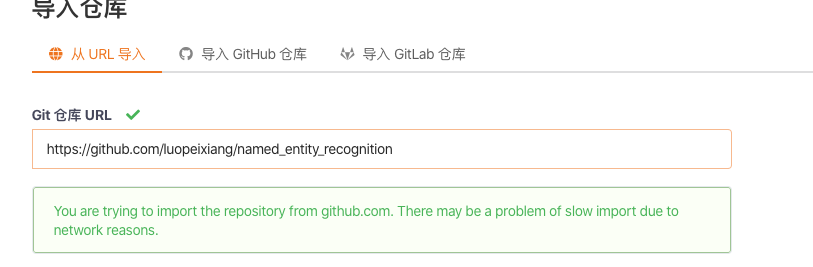 导入仓库
从 URL 导入 导入 GitHub 仓库 导入 GitLab 仓库
Git 仓库 URL
https://github.com/luopeixiang/named_entity_recognition
You are trying to import the repository from github.com. There may be a problem of slow import due to
network reasons.